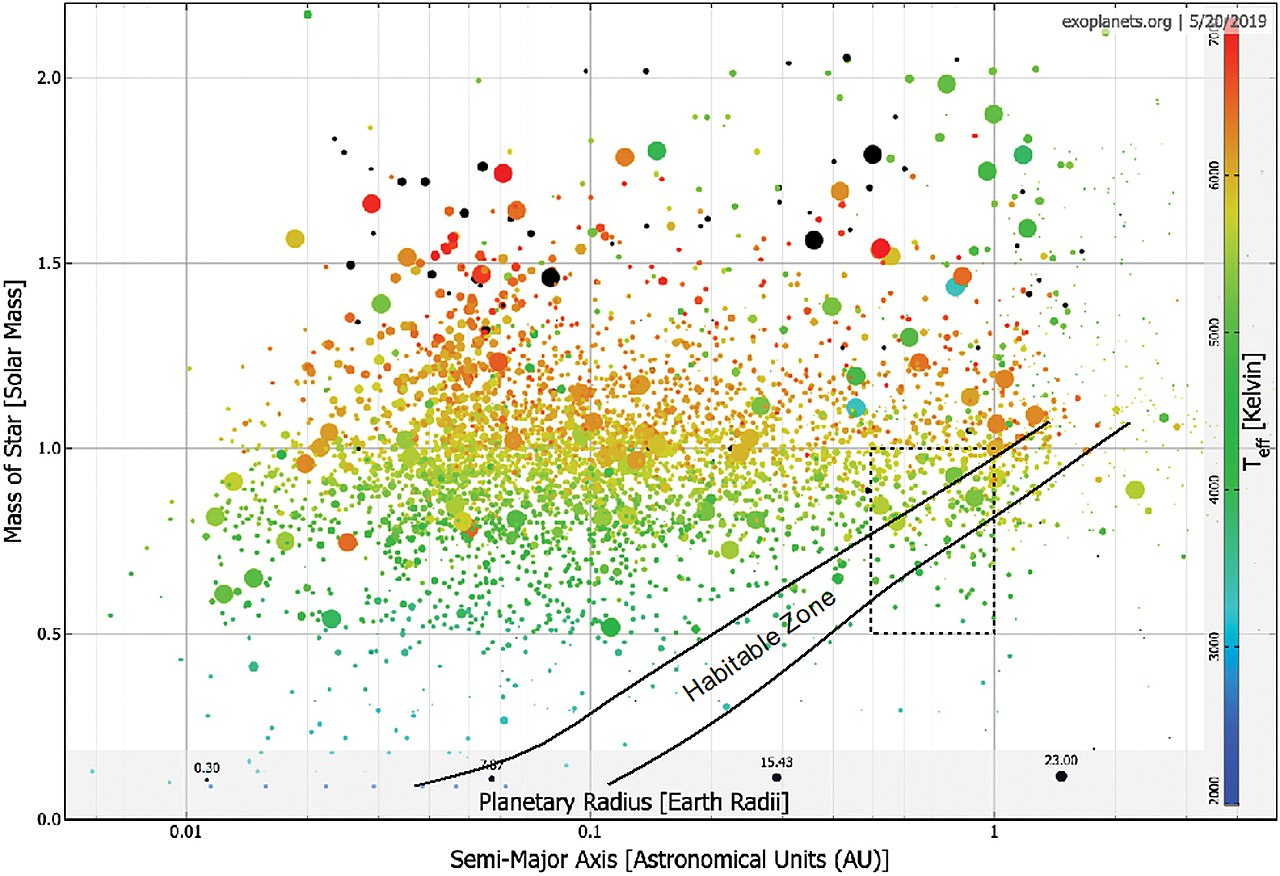 exoplanets.org | 5/20/2019
2.0
1.5
1.0
0.5
0.0
Mass of Star [Solar Mass]
Habitable Zone
0.30
7.87
15.43
23.00
Planetary Radius [Earth Radii]
0.01
0.1
1
Semi-Major Axis [Astronomical Units (AU)]
6000
5000
4000
3000
2000
Teff [Kelvin]